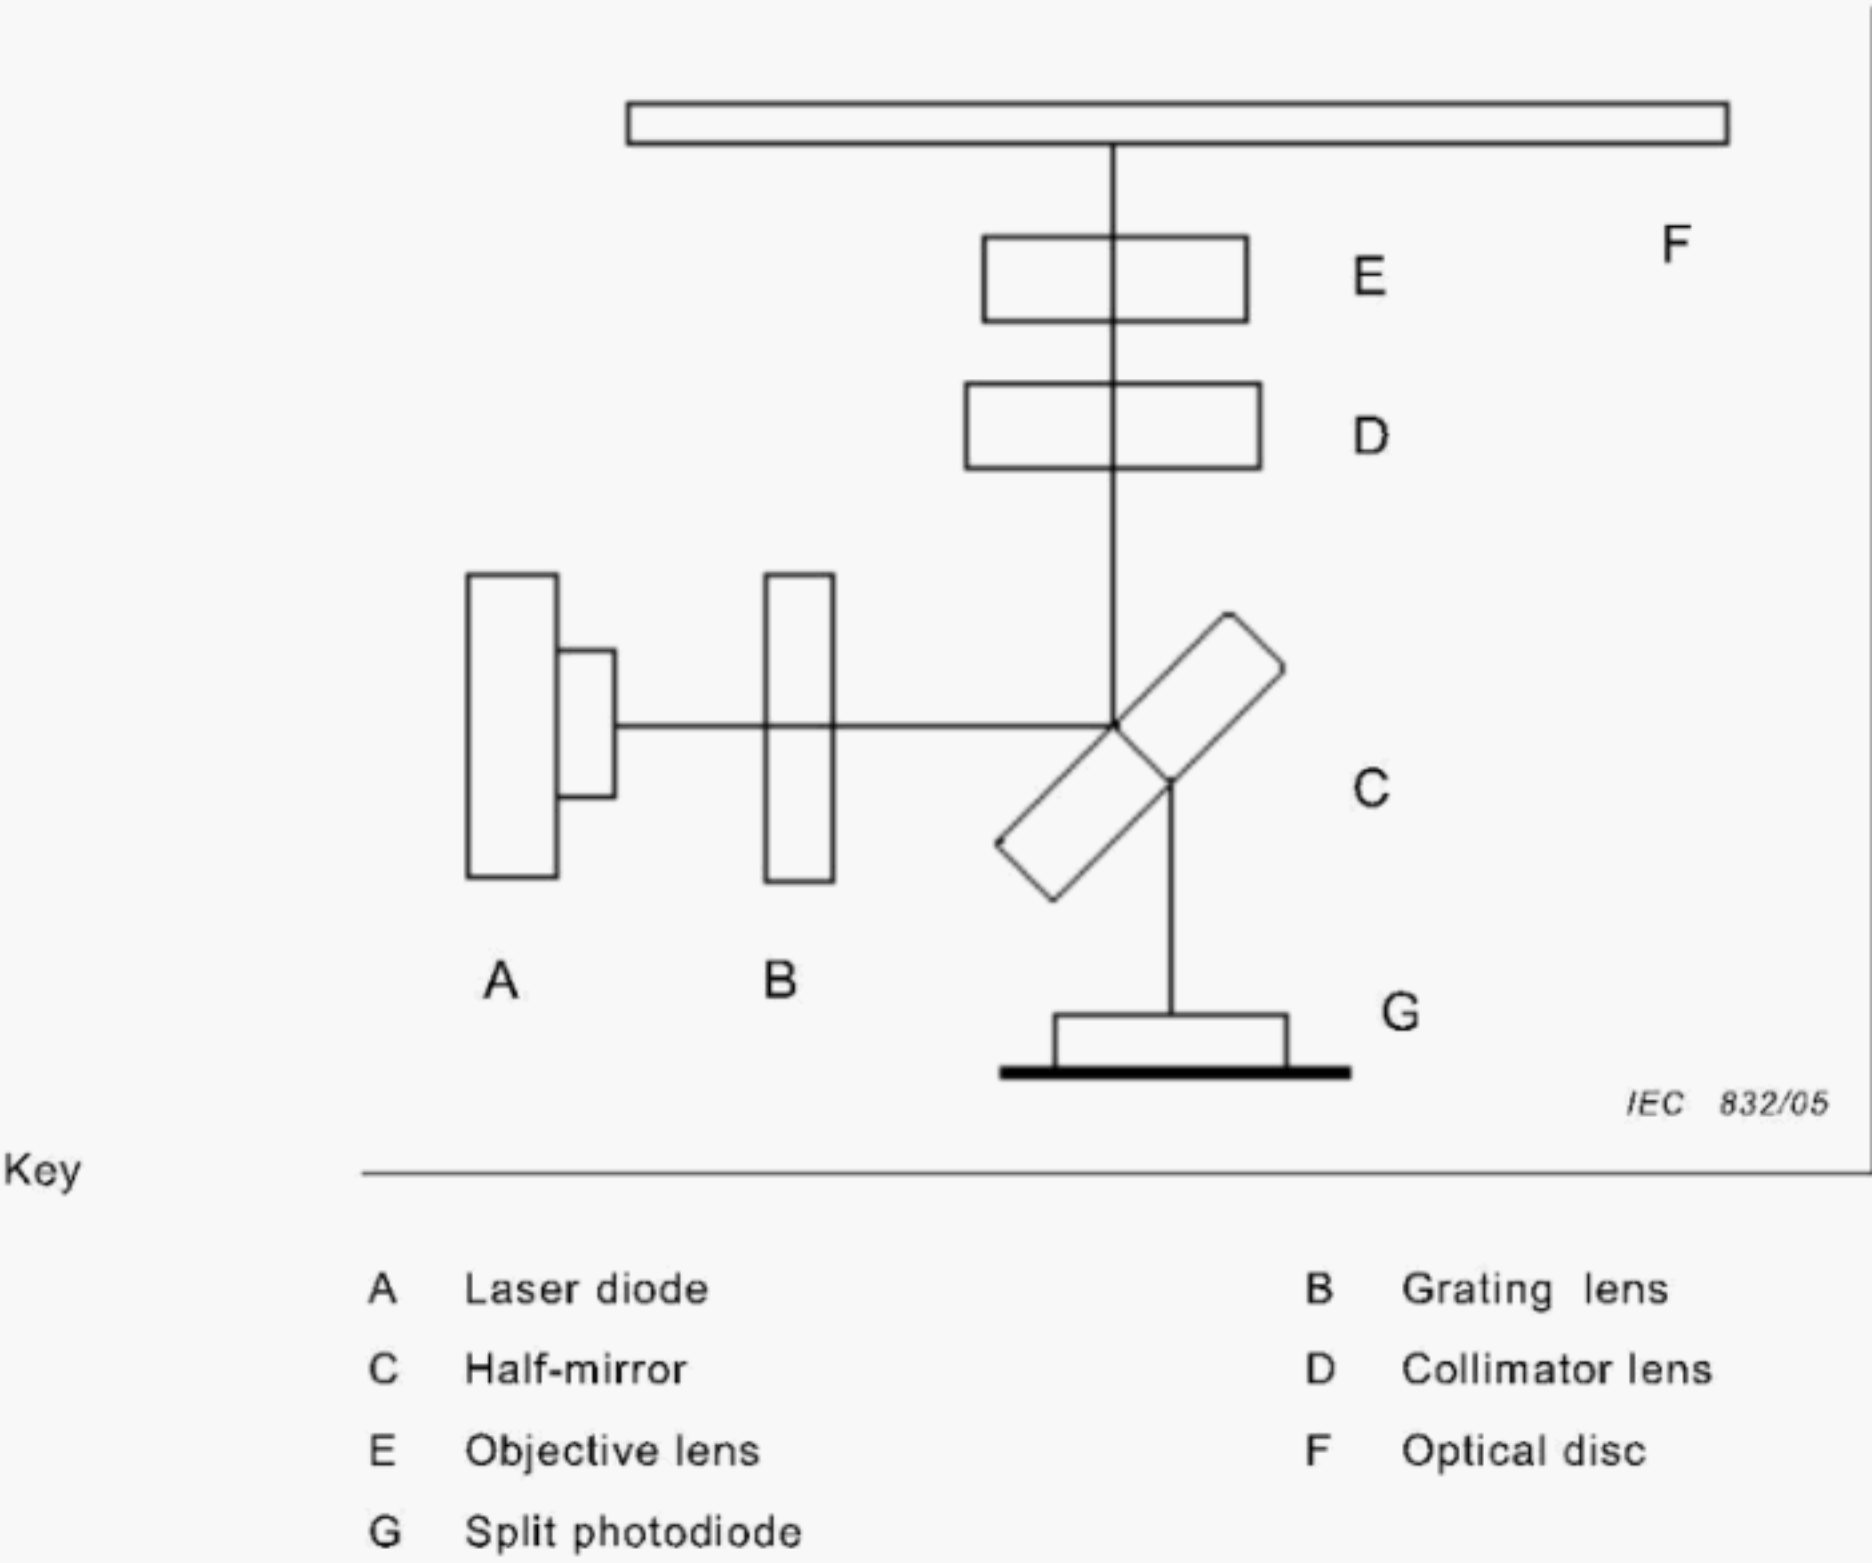 F
E
D
C
A B
G
IEC 832/05
Key
A Laser diode B Grating lens
C Half-mirror D Collimator lens
E Objective lens F Optical disc
G Split photodiode